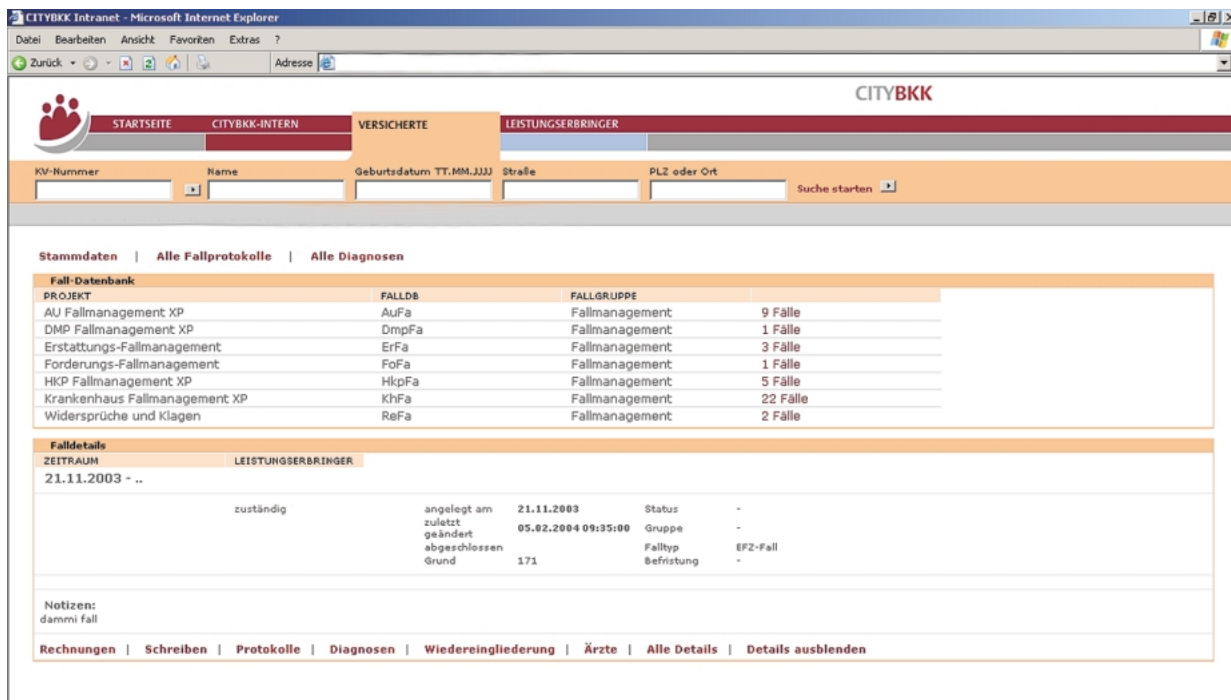 CITYBKK Intranet - Microsoft Internet Explorer
Datei Bearbeiten Ansicht Favoriten Extras ?
Zurück Adresse
CITYBKK
STARTSEITE CITYBKK-INTERN VERSICHERTE LEISTUNGSERBRINGER
KV-Nummer Name Geburtsdatum TT.MM.JJJJ Straße PLZ oder Ort
Suche starten
Stammdaten | Alle Fallprotokolle | Alle Diagnosen
Fall-Datenbank
PROJEKT FALLDB FALLGRUPPE
AU Fallmanagement XP AuFa Fallmanagement 9 Fälle
DMP Fallmanagement XP DmpFa Fallmanagement 1 Fälle
Erstattungs-Fallmanagement ErFa Fallmanagement 3 Fälle
Forderungs-Fallmanagement FoFa Fallmanagement 1 Fälle
HKP Fallmanagement XP HkpFa Fallmanagement 5 Fälle
Krankenhaus Fallmanagement XP KhFa Fallmanagement 22 Fälle
Widersprüche und Klagen ReFa Fallmanagement 2 Fälle
Falldetails
ZEITRAUM LEISTUNGSERBRINGER
21.11.2003 - ..
zuständig angelegt am 21.11.2003 Status -
zuletzt geändert 05.02.2004 09:35:00 Gruppe -
abgeschlossen Falltyp EFZ-Fall
Grund 171 Befristung -
Notizen:
dammi fall
Rechnungen | Schreiben | Protokolle | Diagnosen | Wiedereingliederung | Ärzte | Alle Details | Details ausblenden